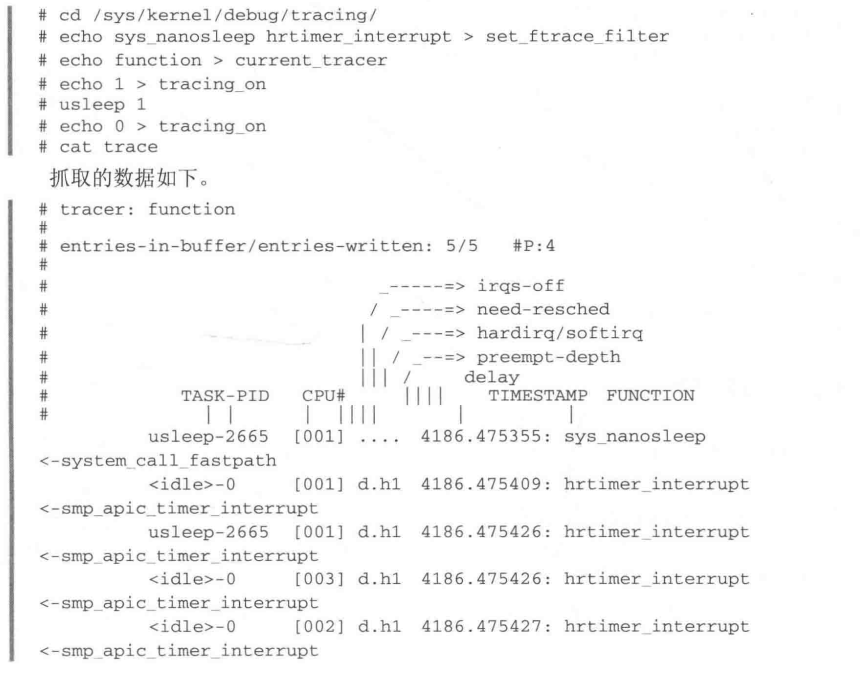 # cd /sys/kernel/debug/tracing/
# echo sys_nanosleep hrtimer_interrupt > set_ftrace_filter
# echo function > current_tracer
# echo 1 > tracing_on
# usleep 1
# echo 0 > tracing_on
# cat trace
抓取的数据如下。
# tracer: function
#
# entries-in-buffer/entries-written: 5/5   #P:4
#
#                              _-----=> irqs-off
#                             / _----=> need-resched
#                            | / _---=> hardirq/softirq
#                            || / _--=> preempt-depth
#                            ||| /     delay
#           TASK-PID   CPU#      ||||    TIMESTAMP  FUNCTION
#              | |       |  ||||       |         |
          usleep-2665  [001] ....  4186.475355: sys_nanosleep
<-system_call_fastpath
          <idle>-0     [001] d.h1  4186.475409: hrtimer_interrupt
<-smp_apic_timer_interrupt
          usleep-2665  [001] d.h1  4186.475426: hrtimer_interrupt
<-smp_apic_timer_interrupt
          <idle>-0     [003] d.h1  4186.475426: hrtimer_interrupt
<-smp_apic_timer_interrupt
          <idle>-0     [002] d.h1  4186.475427: hrtimer_interrupt
<-smp_apic_timer_interrupt